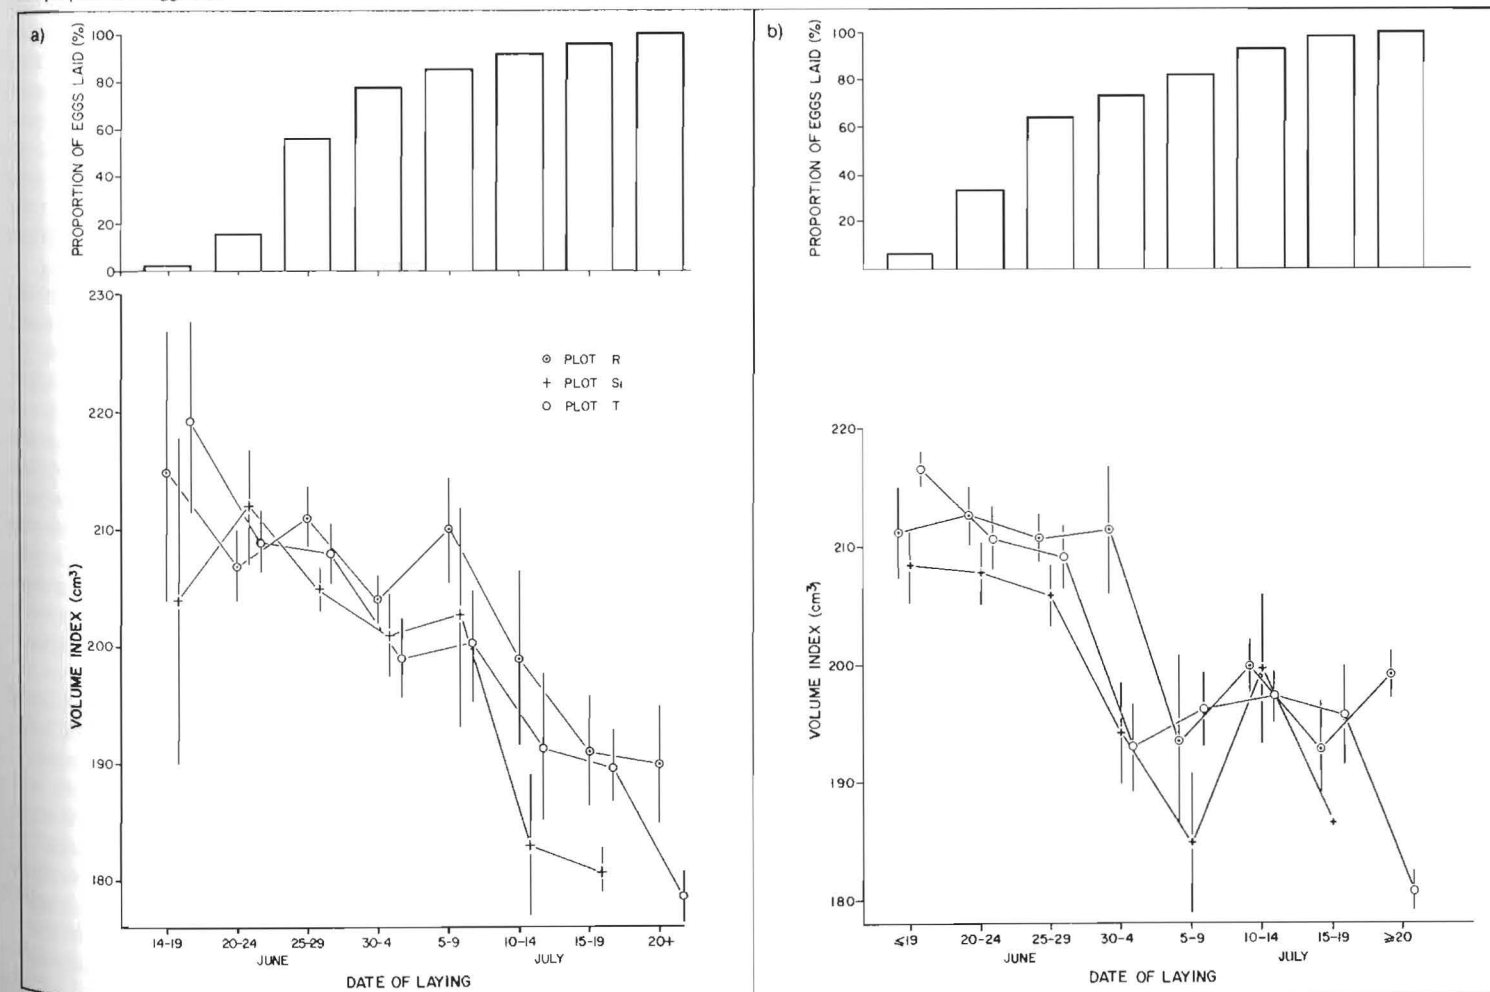 a)
PROPORTION OF EGGS LAID (%)
100
80
60
40
20
0
230
220
210
200
190
180
VOLUME INDEX (cm³)
PLOT R
PLOT S
PLOT T
14-19 20-24 25-29 30-4 5-9 10-14 15-19 20+
JUNE JULY
DATE OF LAYING
b)
PROPORTION OF EGGS LAID (%)
100
80
60
40
20
220
210
200
190
180
VOLUME INDEX (cm³)
≤19 20-24 25-29 30-4 5-9 10-14 15-19 ≥20
JUNE JULY
DATE OF LAYING